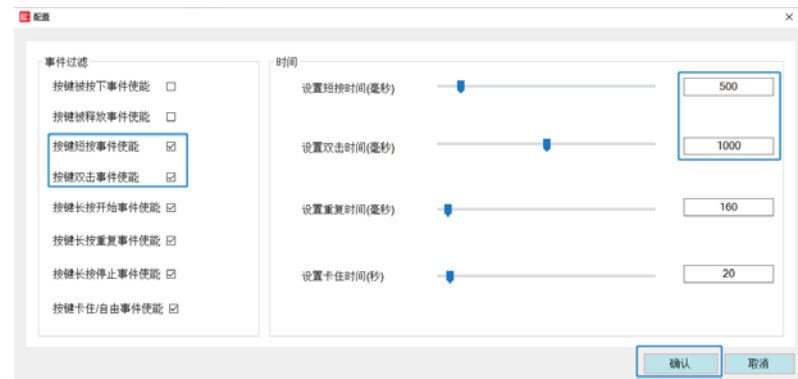 配置
事件过滤
按键被按下事件使能
按键被释放事件使能
按键短按事件使能
按键双击事件使能
按键长按开始事件使能
按键长按重复事件使能
按键长按停止事件使能
按键卡住/自由事件使能
时间
设置短按时间(毫秒) 500
设置双击时间(毫秒) 1000
设置重复时间(毫秒) 160
设置卡住时间(秒) 20
确认 取消